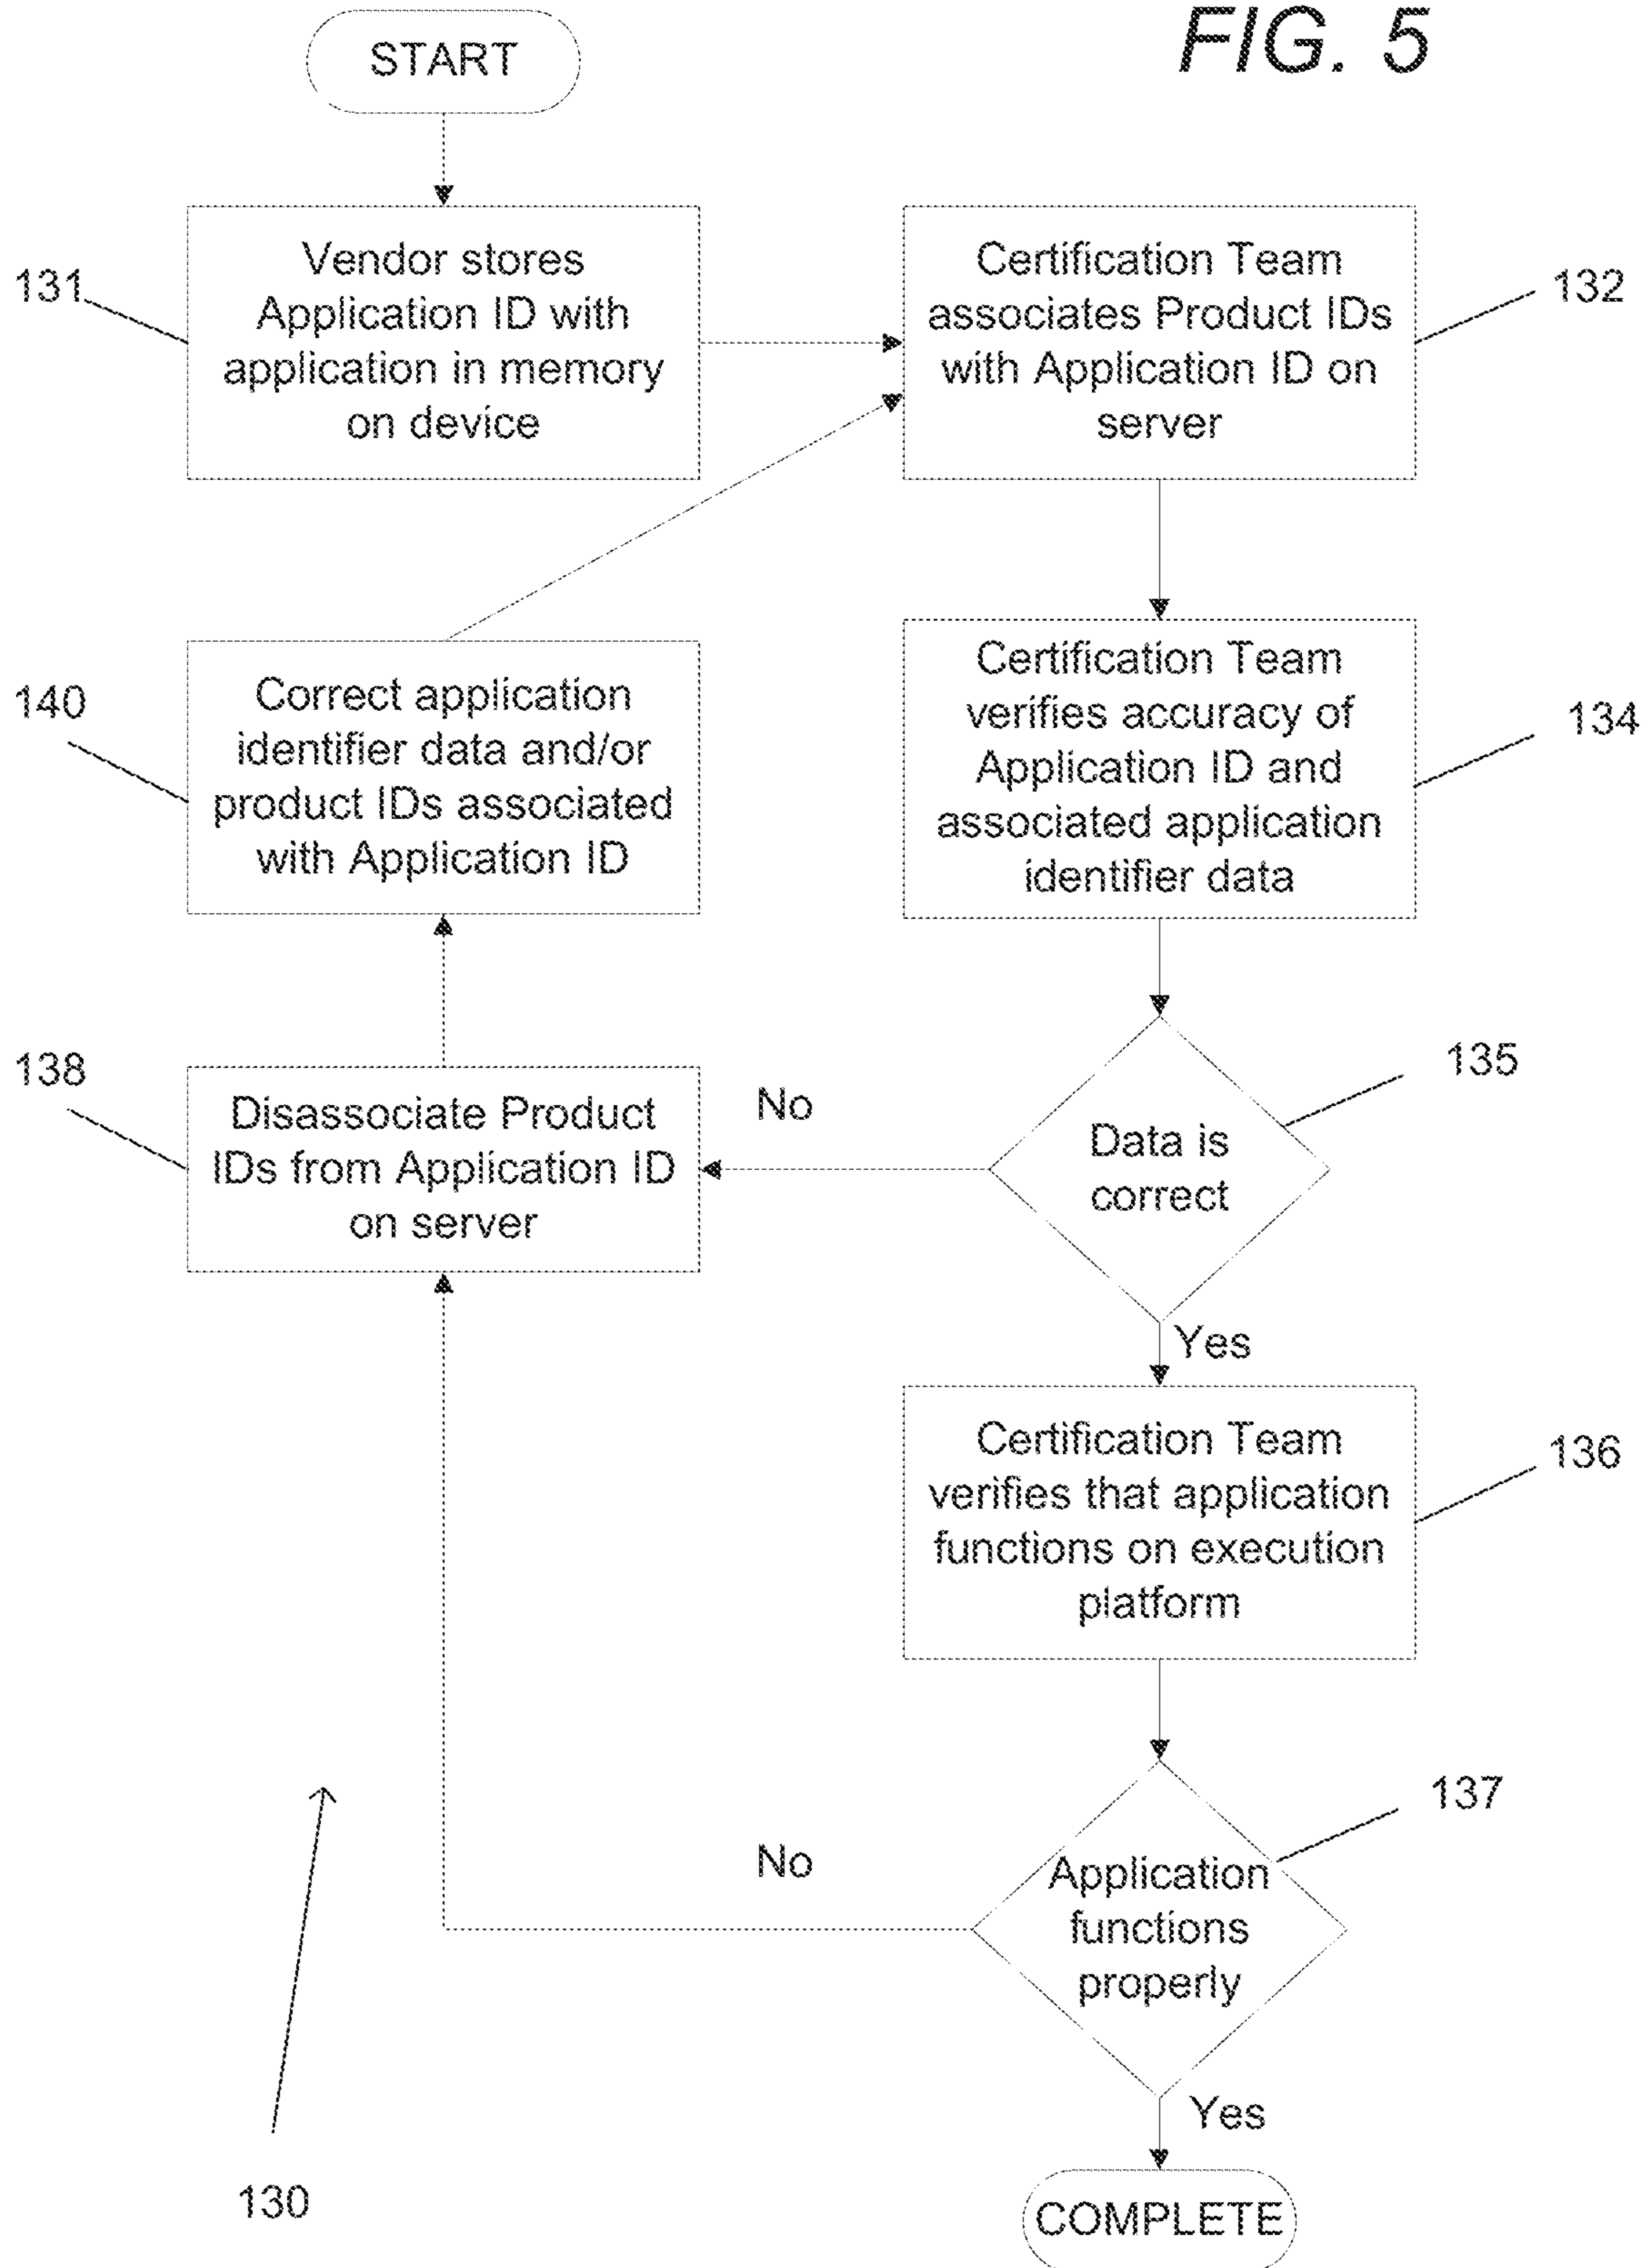 FIG. 5
START
131
Vendor stores
Application ID with
application in memory
on device
Certification Team
associates Product IDs
with Application ID on
server
132
140
Correct application
identifier data and/or
product IDs associated
with Application ID
Certification Team
verifies accuracy of
Application ID and
associated application
identifier data
134
138
Disassociate Product
IDs from Application ID
on server
No
Data is
correct
135
Yes
Certification Team
verifies that application
functions on execution
platform
136
No
Application
functions
properly
137
Yes
130
COMPLETE